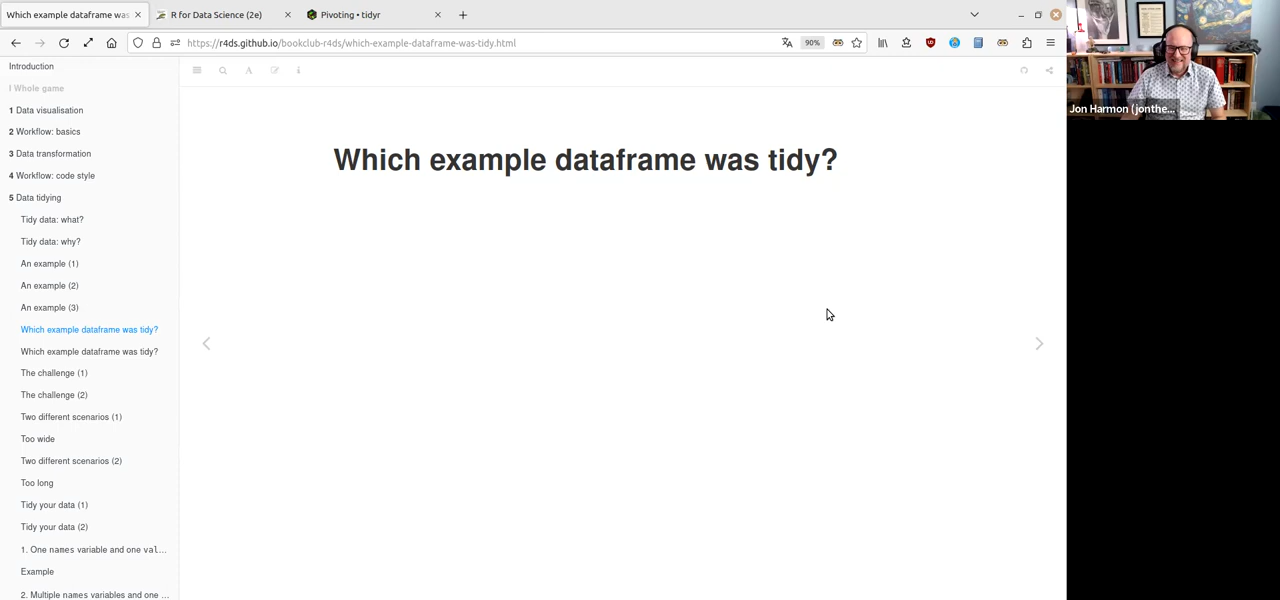 Which example dataframe was
R for Data Science (2e)
Pivoting • tidyr
https://r4ds.github.io/bookclub-r4ds/which-example-dataframe-was-tidy.html
90%
Introduction
I Whole game
1 Data visualisation
2 Workflow: basics
3 Data transformation
4 Workflow: code style
5 Data tidying
Tidy data: what?
Tidy data: why?
An example (1)
An example (2)
An example (3)
Which example dataframe was tidy?
Which example dataframe was tidy?
The challenge (1)
The challenge (2)
Two different scenarios (1)
Too wide
Two different scenarios (2)
Too long
Tidy your data (1)
Tidy your data (2)
1. One names variable and one val...
Example
2. Multiple names variables and one ...
Which example dataframe was tidy?
Jon Harmon (jonthe...